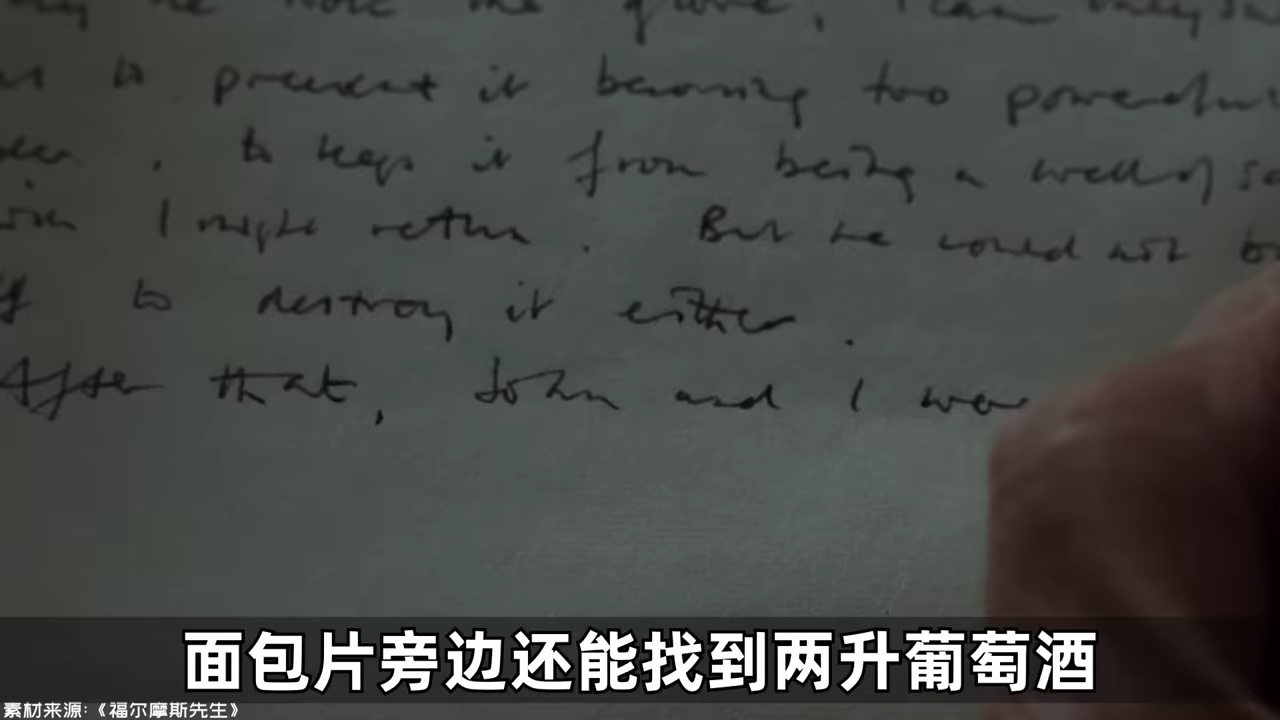 to prevent it becoming too powerful
to keep it from being a well of
I might return. But he could not
to destroy it either.
After that, John and I wer
面包片旁边还能找到两升葡萄酒
素材来源:《福尔摩斯先生》